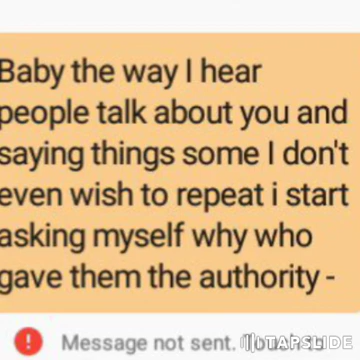 Baby the way I hear
people talk about you and
saying things some I don't
even wish to repeat i start
asking myself why who
gave them the authority -
Message not sent.
TAPSLIDE